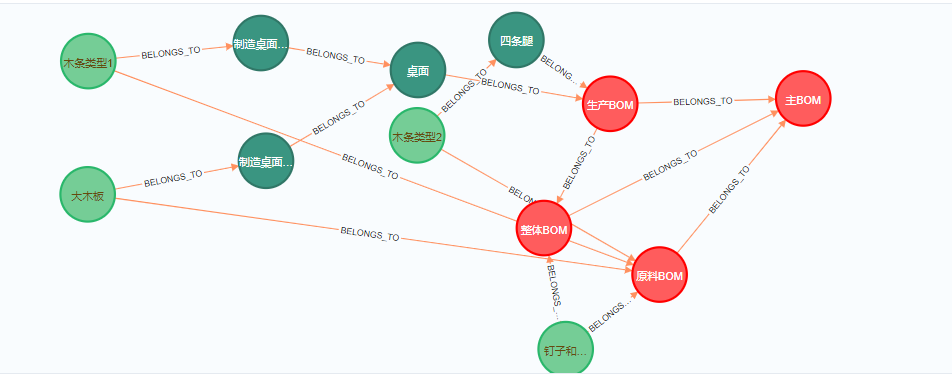 四条腿
制造桌面...
木条类型1
BELONGS_TO
BELONGS_TO
桌面
BELONG...
BELONGS_TO
BELONGS_TO
主BOM
生产BOM
BELONGS_TO
BELONGS_TO
木条类型2
制造桌面...
BELONGS_TO
BELONGS_TO
BELONGS_TO
BELONGS_TO
BELONGS_TO
大木板
BELON...
BELONGS_TO
整体BOM
BELONGS_TO
原料BOM
BELONGS_...
BELONGS...
钉子和...